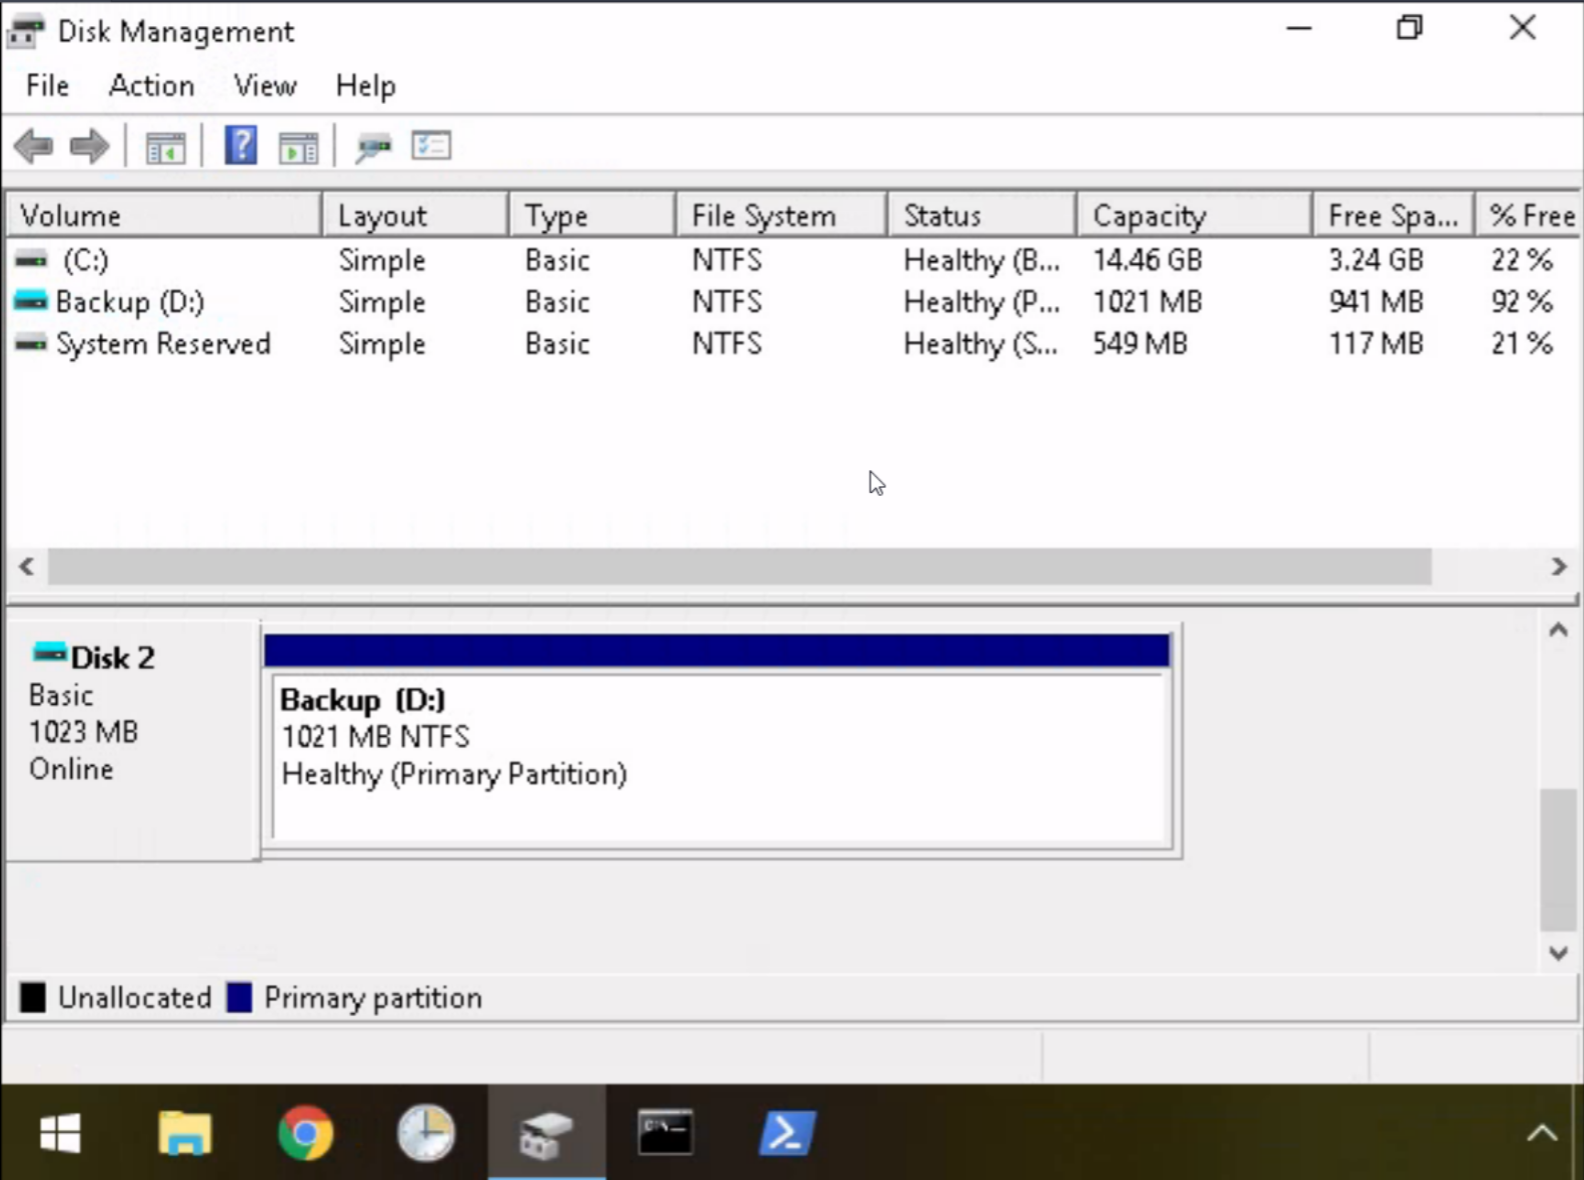 Disk Management
File Action View Help
Volume Layout Type File System Status Capacity Free Spa... % Free
(C:) Simple Basic NTFS Healthy (B... 14.46 GB 3.24 GB 22 %
Backup (D:) Simple Basic NTFS Healthy (P... 1021 MB 941 MB 92 %
System Reserved Simple Basic NTFS Healthy (S... 549 MB 117 MB 21 %
Disk 2
Basic
1023 MB
Online
Backup (D:)
1021 MB NTFS
Healthy (Primary Partition)
Unallocated Primary partition